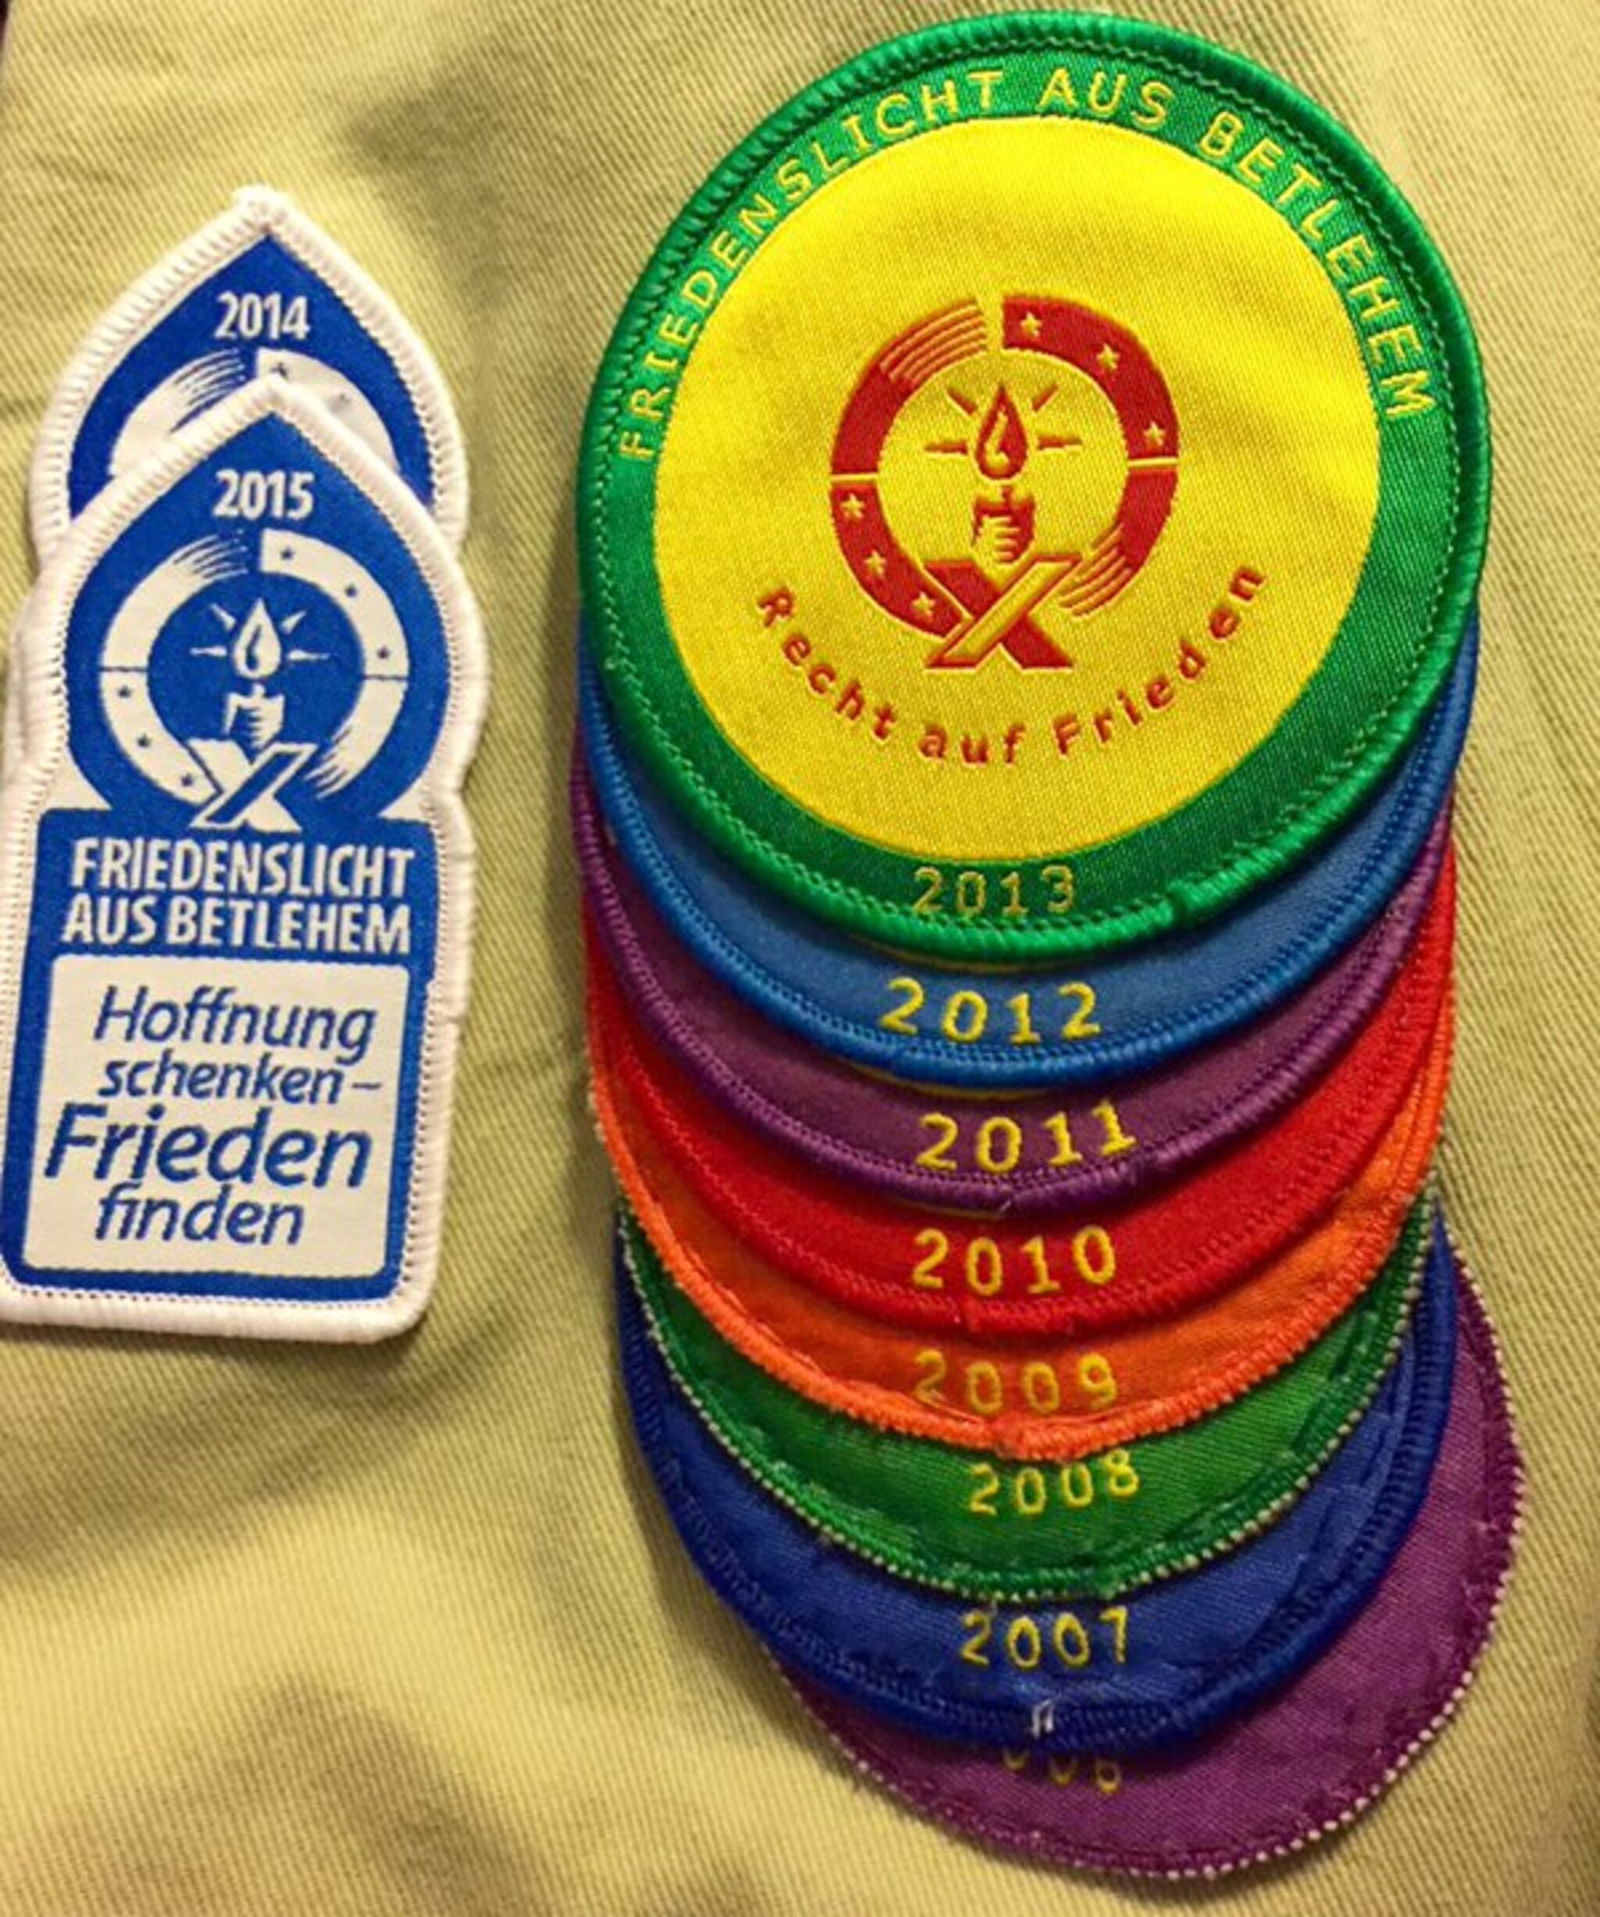 2014
2015
FRIEDENSLICHT
AUS BETLEHEM
Hoffnung
schenken–
Frieden
finden
FRIEDENSLICHT AUS BETLEHEM
Recht auf Frieden
2013
2012
2011
2010
2009
2008
2007